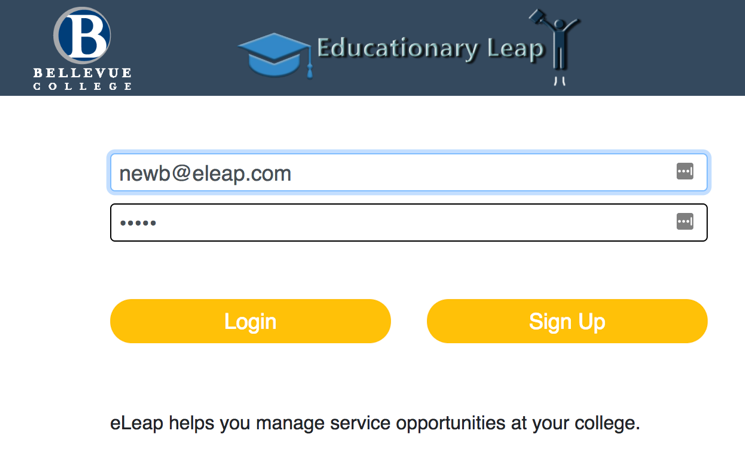 B
BELLEVUE
COLLEGE
Educationary Leap
newb@eleap.com
•••••
Login
Sign Up
eLeap helps you manage service opportunities at your college.